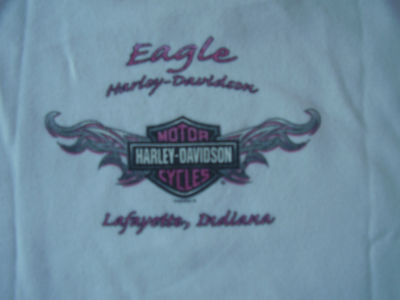 Eagle
Harley-Davidson
MOTOR
HARLEY-DAVIDSON
CYCLES
Lafayette, Indiana